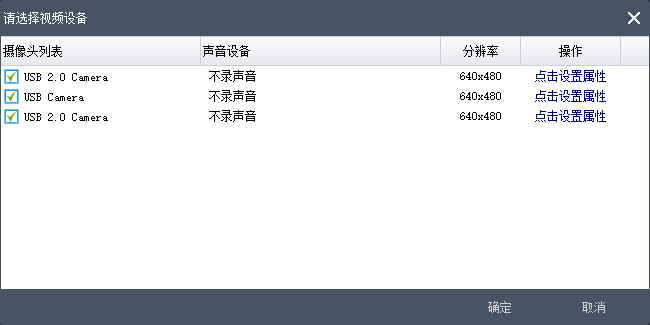 请选择视频设备
摄像头列表 声音设备 分辨率 操作
USB 2.0 Camera 不录声音 640x480 点击设置属性
USB Camera 不录声音 640x480 点击设置属性
USB 2.0 Camera 不录声音 640x480 点击设置属性
确定 取消